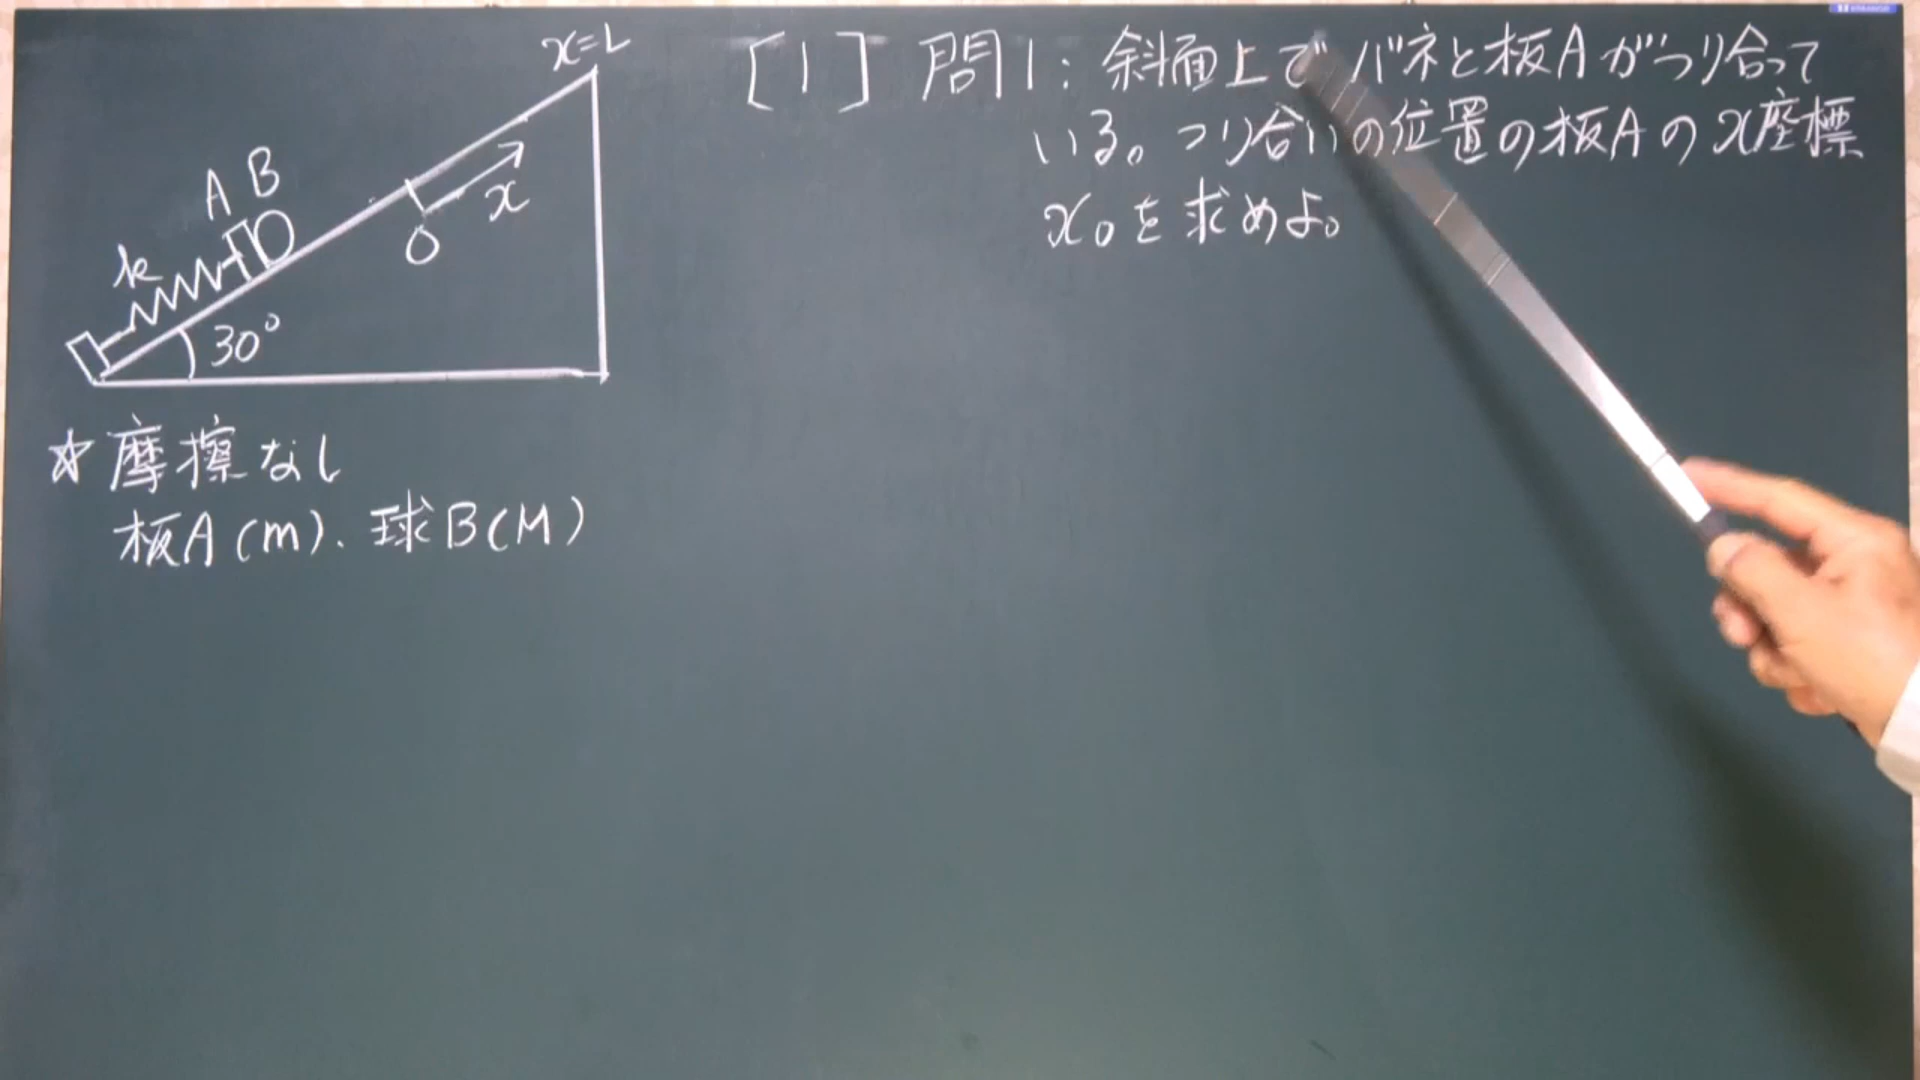 x=L
[1] 問1: 斜面上でバネと板Aがつり合って
いる。つり合いの位置の板Aのx座標
x₀を求めよ。
A B
x
O
k
30°
☆摩擦なし
板A(m). 球B(M)